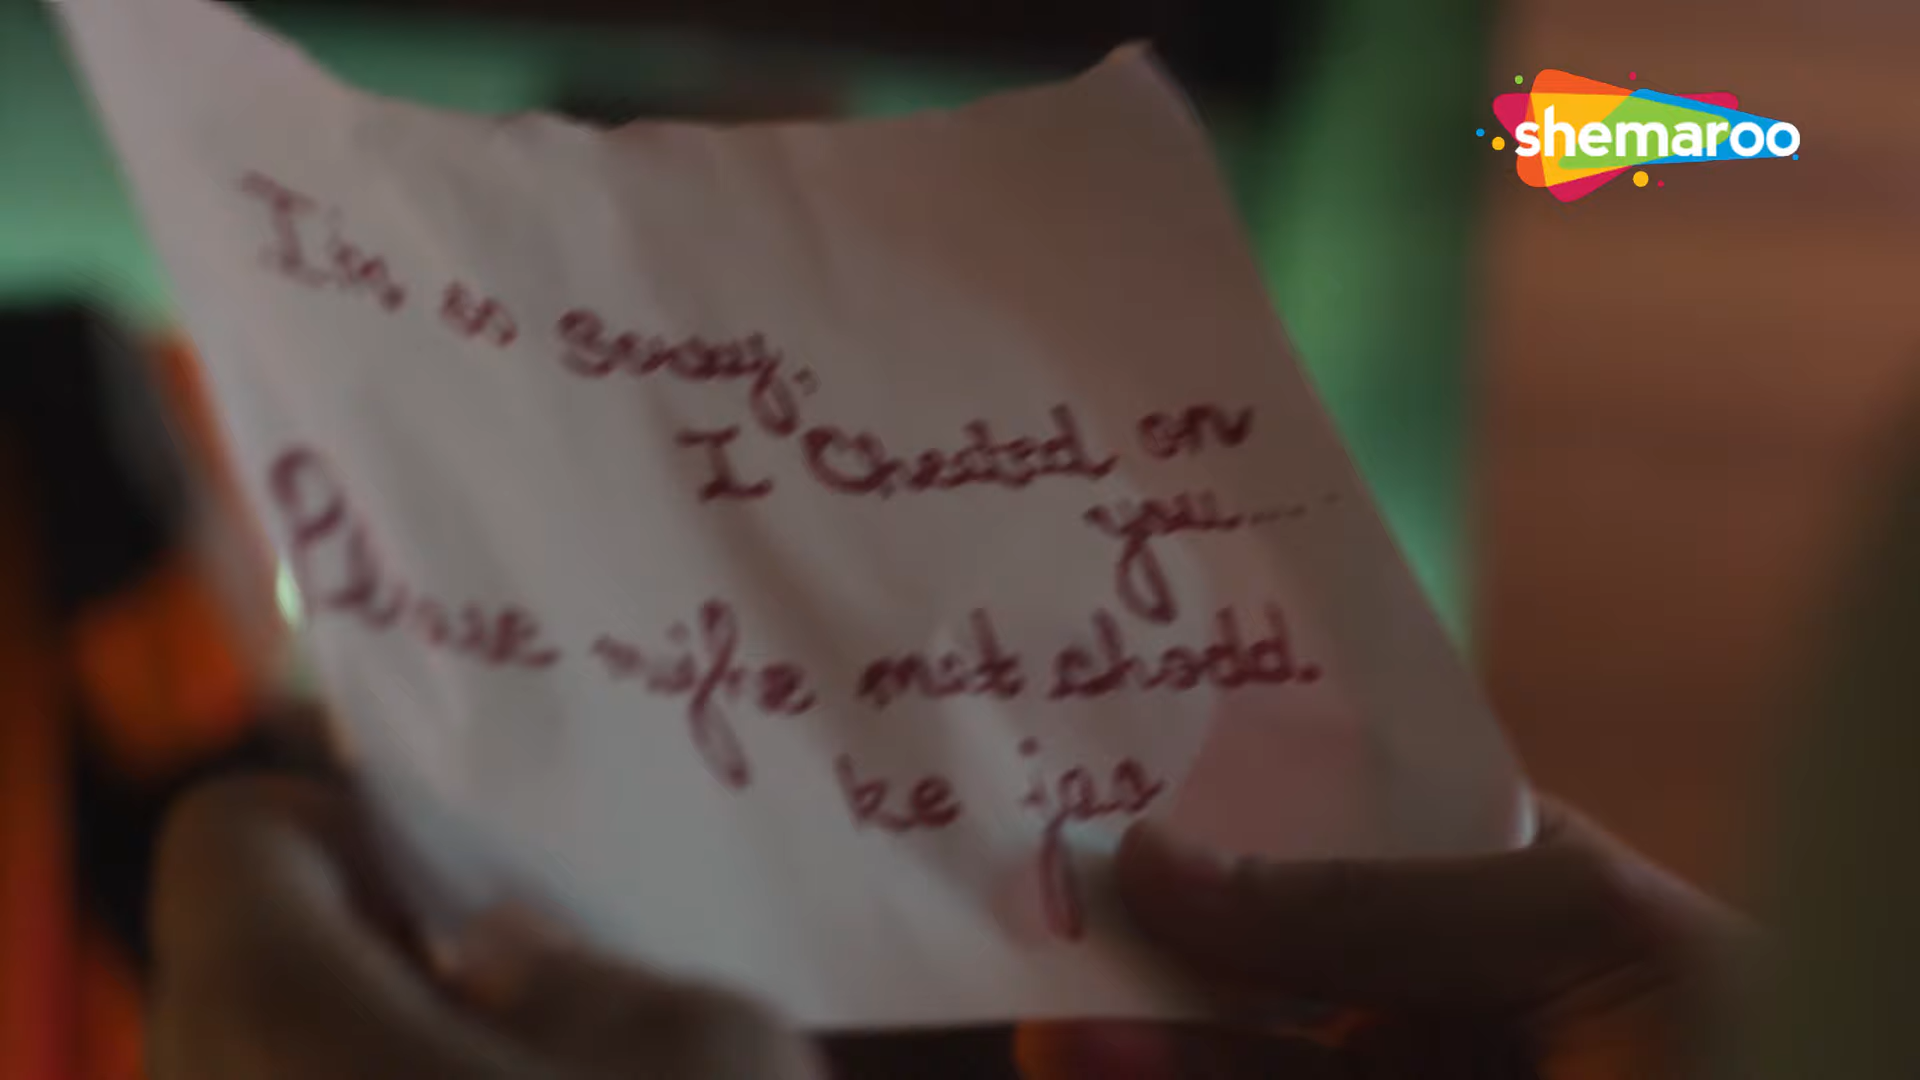 shemaroo
I'm so sorry.
I Cheated on
you....
Please mujhe mat chodd.
ke jao